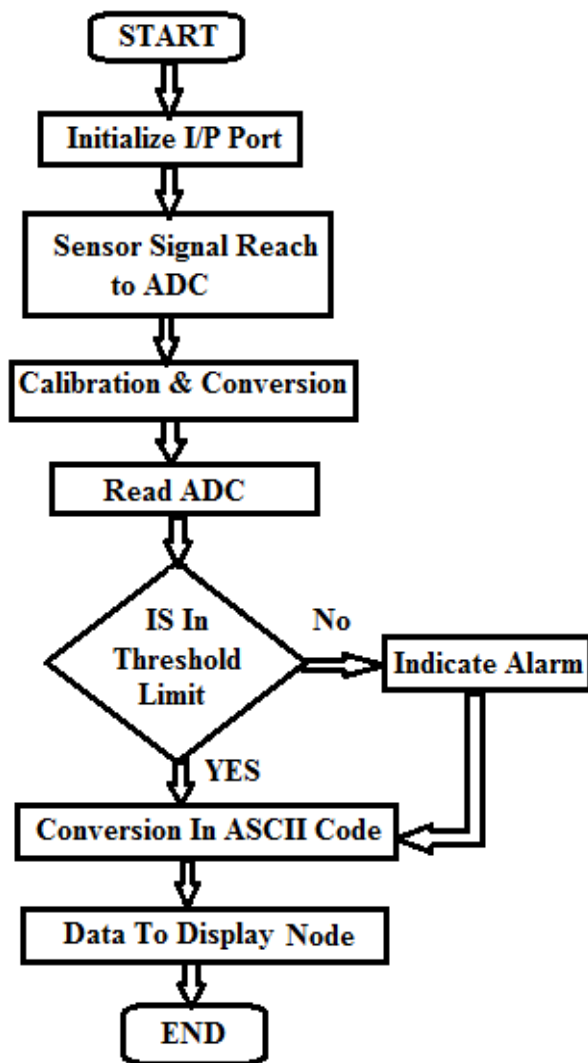 START
Initialize I/P Port
Sensor Signal Reach
to ADC
Calibration & Conversion
Read ADC
IS In
Threshold
Limit
No
Indicate Alarm
YES
Conversion In ASCII Code
Data To Display Node
END